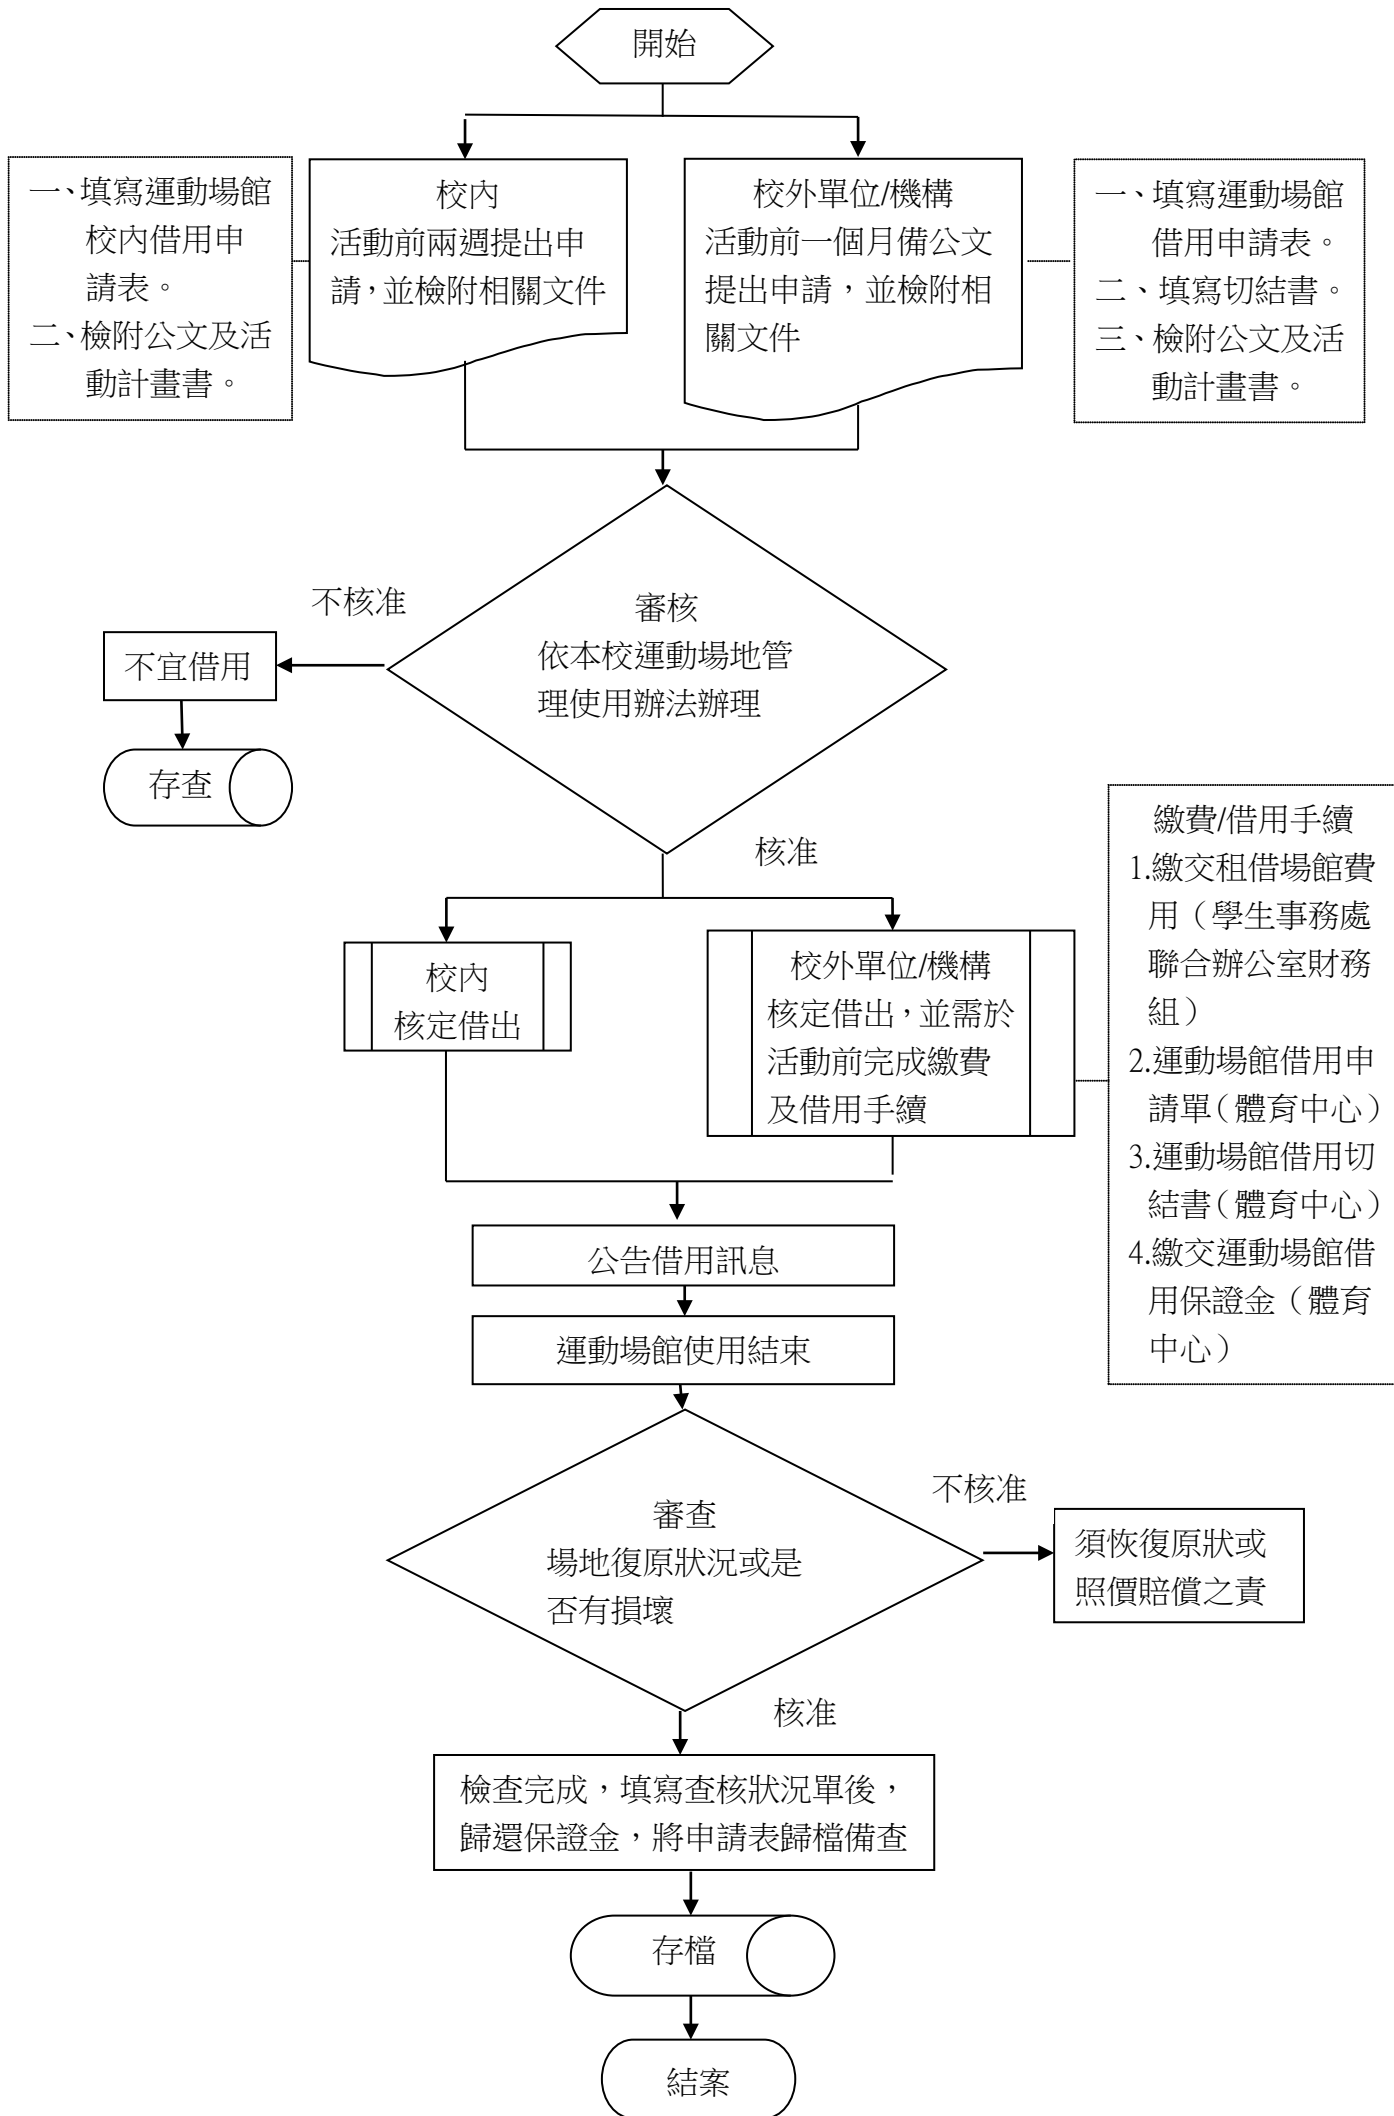 開始
一、填寫運動場館
校內借用申
請表。
二、檢附公文及活
動計畫書。
校內
活動前兩週提出申
請，並檢附相關文件
校外單位/機構
活動前一個月備公文
提出申請，並檢附相
關文件
一、填寫運動場館
借用申請表。
二、填寫切結書。
三、檢附公文及活
動計畫書。
不核准
審核
依本校運動場地管
理使用辦法辦理
不宜借用
存查
核准
校內
核定借出
校外單位/機構
核定借出，並需於
活動前完成繳費
及借用手續
繳費/借用手續
1.繳交租借場館費
用（學生事務處
聯合辦公室財務
組）
2.運動場館借用申
請單（體育中心）
3.運動場館借用切
結書（體育中心）
4.繳交運動場館借
用保證金（體育
中心）
公告借用訊息
運動場館使用結束
審查
場地復原狀況或是
否有損壞
不核准
須恢復原狀或
照價賠償之責
核准
檢查完成，填寫查核狀況單後，
歸還保證金，將申請表歸檔備查
存檔
結案